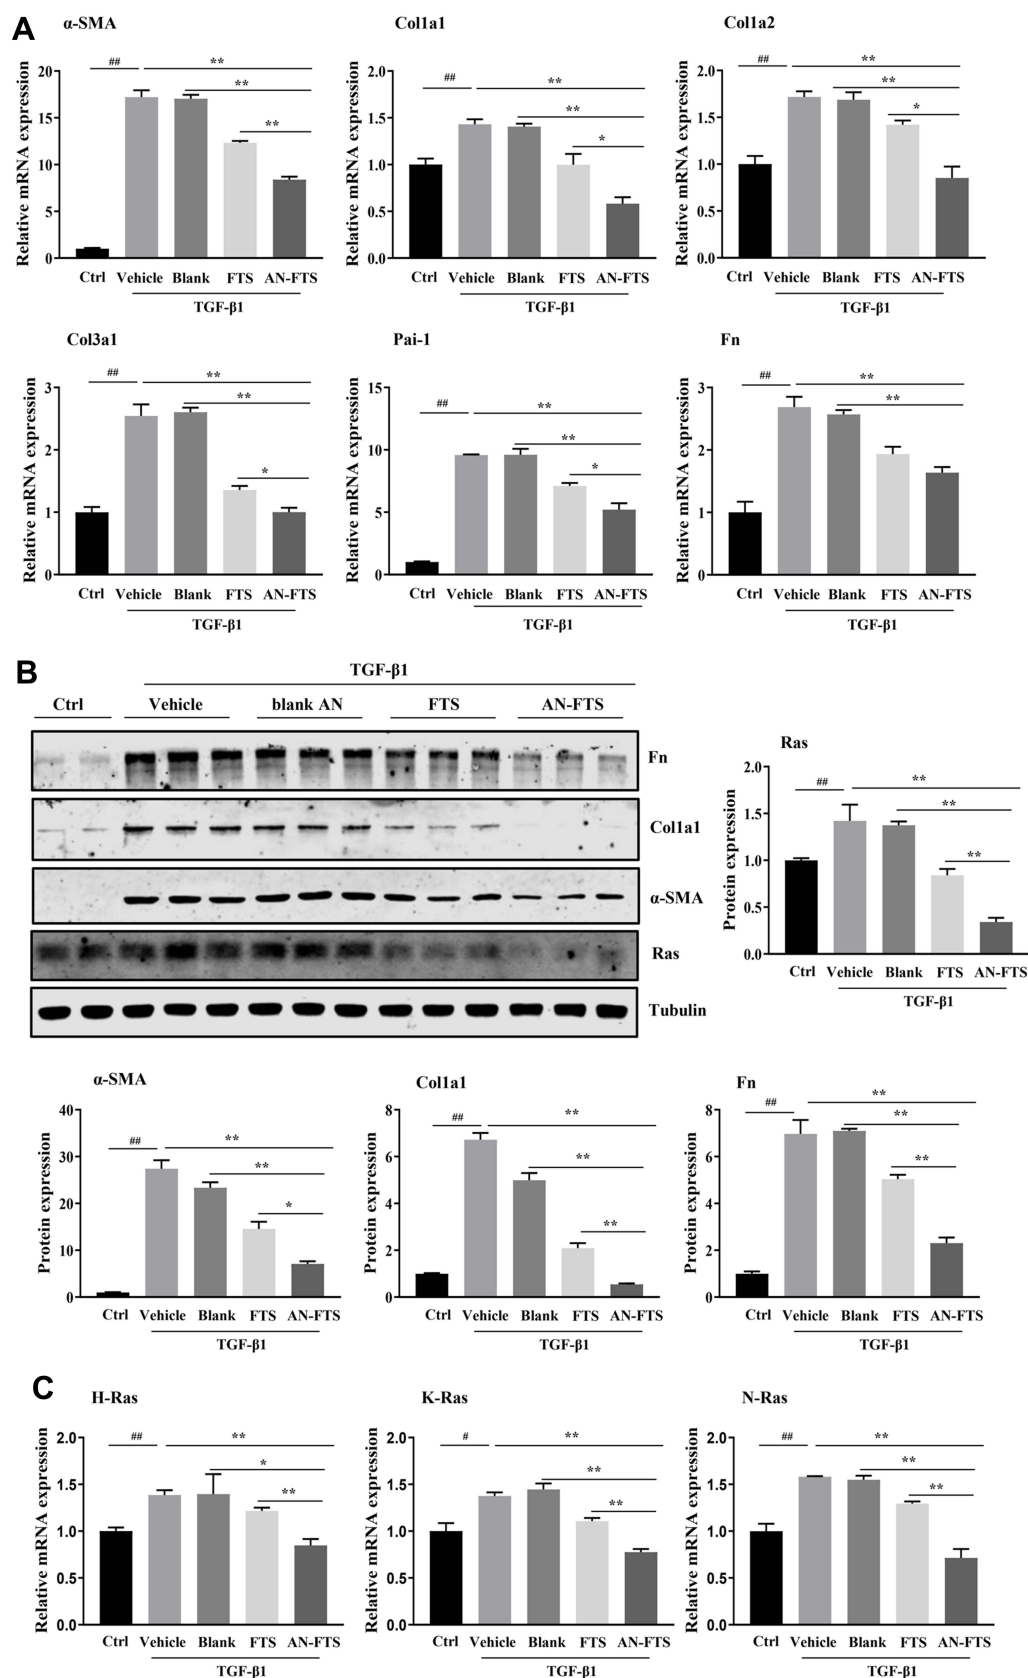 A
α-SMA
Col1a1
Col1a2
Relative mRNA expression
20
15
10
5
0
##
**
**
**
Ctrl Vehicle Blank FTS AN-FTS
TGF-β1
Relative mRNA expression
2.0
1.5
1.0
0.5
0.0
##
**
**
*
Ctrl Vehicle Blank FTS AN-FTS
TGF-β1
Relative mRNA expression
2.0
1.5
1.0
0.5
0.0
##
**
**
*
Ctrl Vehicle Blank FTS AN-FTS
TGF-β1
Col3a1
Pai-1
Fn
Relative mRNA expression
3
2
1
0
##
**
**
*
Ctrl Vehicle Blank FTS AN-FTS
TGF-β1
Relative mRNA expression
15
10
5
0
##
**
**
*
Ctrl Vehicle Blank FTS AN-FTS
TGF-β1
Relative mRNA expression
3
2
1
0
##
**
**
Ctrl Vehicle Blank FTS AN-FTS
TGF-β1
B
TGF-β1
Ctrl Vehicle blank AN FTS AN-FTS
Fn
Col1a1
α-SMA
Ras
Tubulin
Ras
Protein expression
2.0
1.5
1.0
0.5
0.0
##
**
**
**
Ctrl Vehicle Blank FTS AN-FTS
TGF-β1
α-SMA
Col1a1
Fn
Protein expression
40
30
20
10
0
##
**
**
*
Ctrl Vehicle Blank FTS AN-FTS
TGF-β1
Protein expression
8
6
4
2
0
##
**
**
**
Ctrl Vehicle Blank FTS AN-FTS
TGF-β1
Protein expression
8
6
4
2
0
##
**
**
**
Ctrl Vehicle Blank FTS AN-FTS
TGF-β1
C
H-Ras
K-Ras
N-Ras
Relative mRNA expression
2.0
1.5
1.0
0.5
0.0
##
**
*
**
Ctrl Vehicle Blank FTS AN-FTS
TGF-β1
Relative mRNA expression
2.0
1.5
1.0
0.5
0.0
#
**
**
**
Ctrl Vehicle Blank FTS AN-FTS
TGF-β1
Relative mRNA expression
2.0
1.5
1.0
0.5
0.0
##
**
**
**
Ctrl Vehicle Blank FTS AN-FTS
TGF-β1